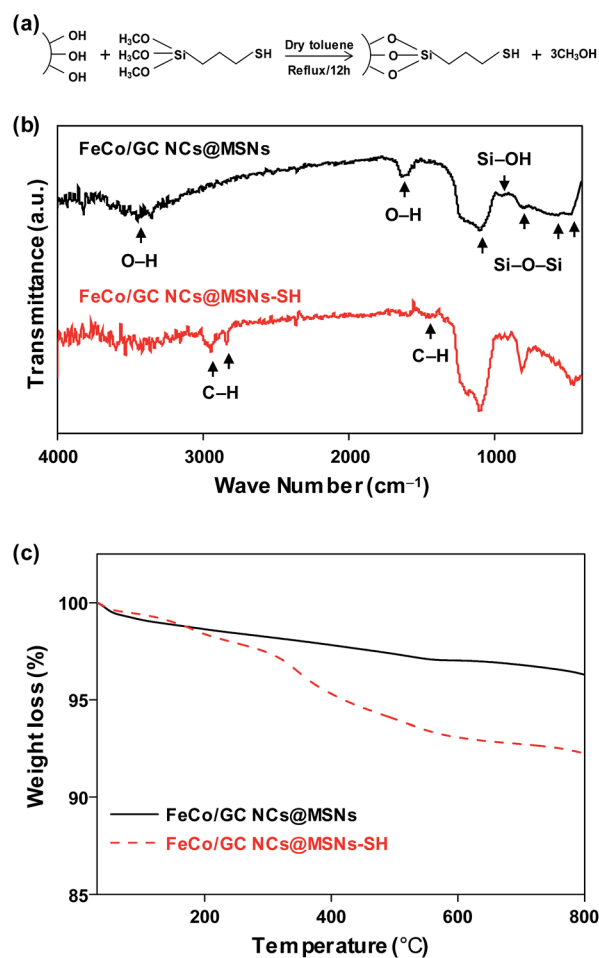 (a)
OH
OH
OH
+
H₃CO
H₃CO
H₃CO
Si
SH
Dry toluene
Reflux/12h
O
O
O
Si
SH
+ 3CH₃OH
(b)
FeCo/GC NCs@MSNs
Si–OH
O–H
O–H
Si–O–Si
FeCo/GC NCs@MSNs-SH
C–H
C–H
Transmittance (a.u.)
4000 3000 2000 1000
Wave Number (cm⁻¹)
(c)
100
95
90
85
Weight loss (%)
FeCo/GC NCs@MSNs
FeCo/GC NCs@MSNs-SH
200 400 600 800
Temperature (°C)